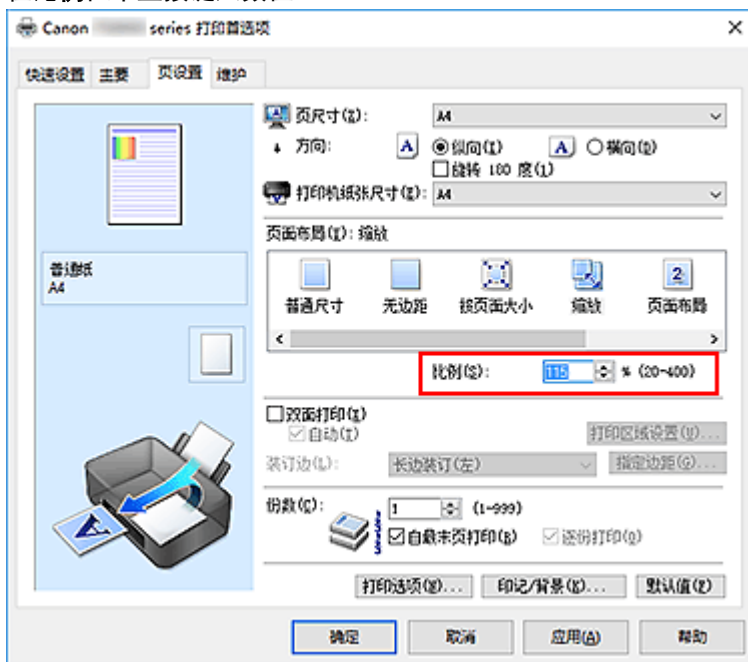 Canon series 打印首选项
快速设置 主要 页设置 维护
页尺寸(Z): A4
方向: A 纵向(I) A 横向(D)
旋转 180 度(1)
打印机纸张尺寸(E): A4
页面布局(Y): 缩放
普通纸
A4
普通尺寸 无边距 按页面大小 缩放 页面布局
比例(S): 115 % (20-400)
双面打印(X)
自动(T)
打印区域设置(U)...
装订边(L): 长边装订(左) 指定边距(G)...
份数(C): 1 (1-999)
自最末页打印(B) 逐份打印(O)
打印选项(N)... 印记/背景(K)... 默认值(F)
确定 取消 应用(A) 帮助